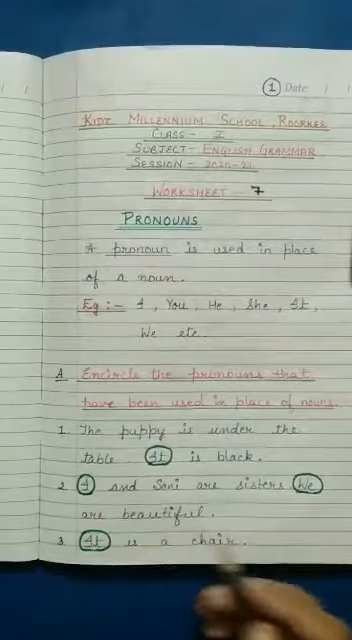 1 Date: / /
KIDZ MILLENNIUM SCHOOL, ROORKEE
CLASS - I
SUBJECT - ENGLISH GRAMMAR
SESSION - 2020-21
WORKSHEET - 7
PRONOUNS
A pronoun is used in place
of a noun.
Eg :- I, You, He, She, It,
We etc.
A Encircle the pronouns that
have been used in place of nouns.
1. The puppy is under the
table. It is black.
2. I and Soni are sisters. We
are beautiful.
3. It is a chair.